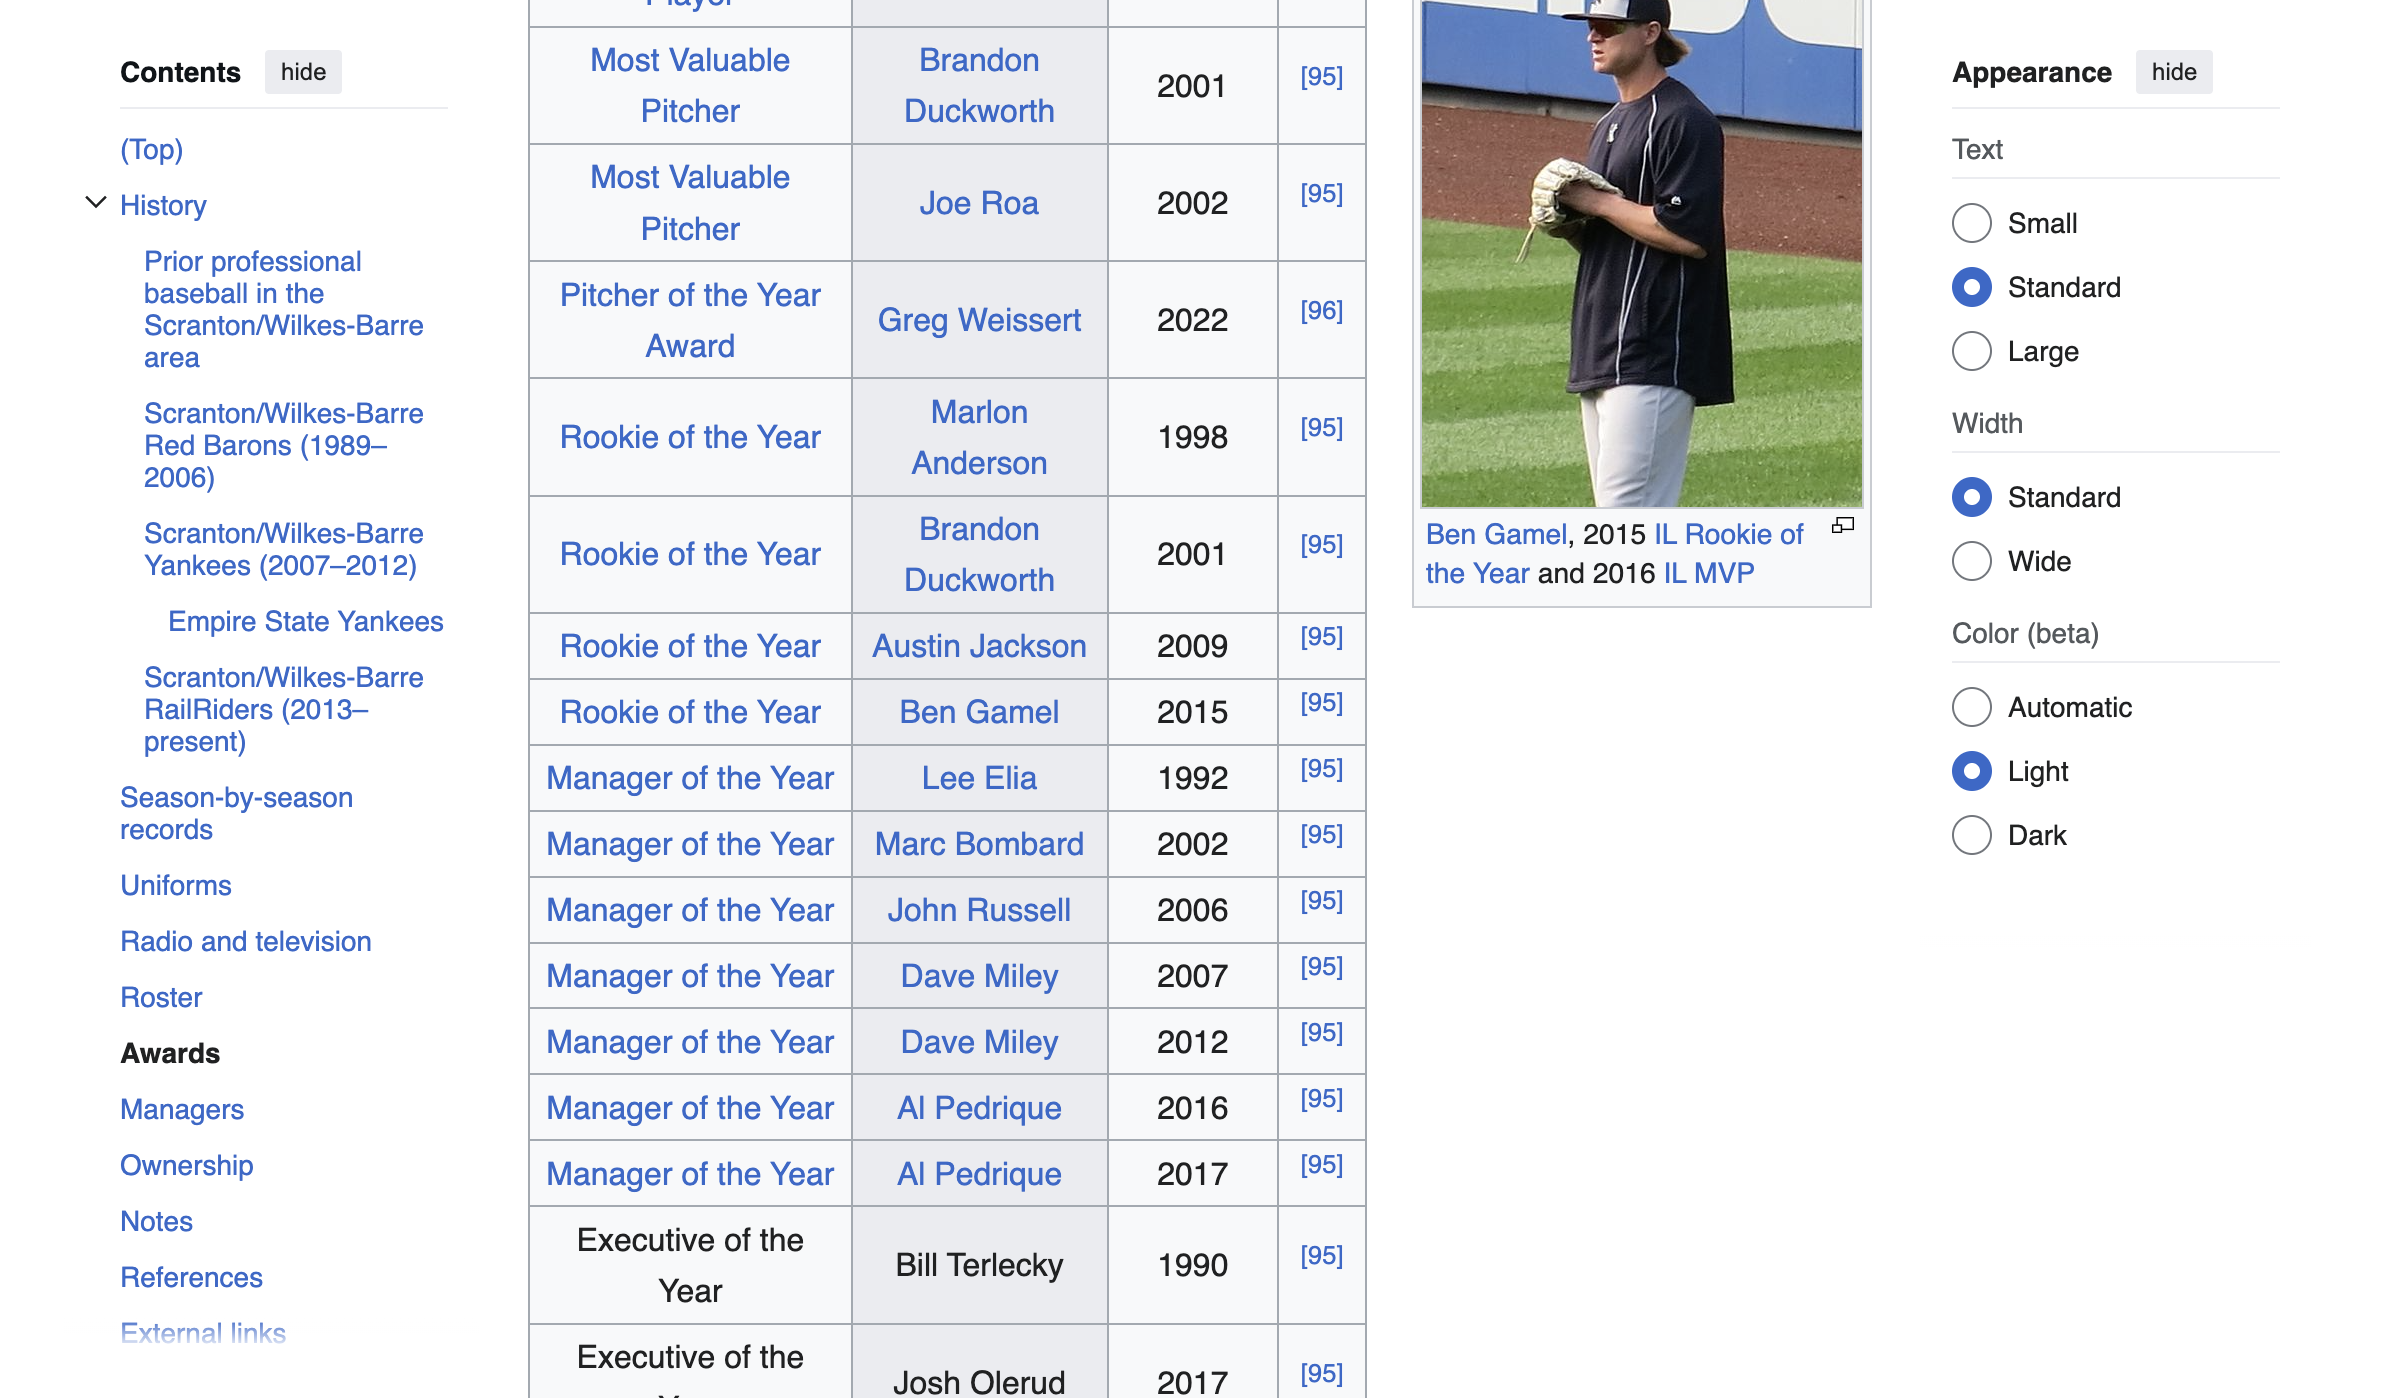 Contents hide
(Top)
History
Prior professional
baseball in the
Scranton/Wilkes-Barre
area
Scranton/Wilkes-Barre
Red Barons (1989–
2006)
Scranton/Wilkes-Barre
Yankees (2007–2012)
Empire State Yankees
Scranton/Wilkes-Barre
RailRiders (2013–
present)
Season-by-season
records
Uniforms
Radio and television
Roster
Awards
Managers
Ownership
Notes
References
External links
Player
Most Valuable
Pitcher
Brandon
Duckworth
2001
[95]
Most Valuable
Pitcher
Joe Roa
2002
[95]
Pitcher of the Year
Award
Greg Weissert
2022
[96]
Rookie of the Year
Marlon
Anderson
1998
[95]
Rookie of the Year
Brandon
Duckworth
2001
[95]
Rookie of the Year Austin Jackson 2009 [95]
Rookie of the Year Ben Gamel 2015 [95]
Manager of the Year Lee Elia 1992 [95]
Manager of the Year Marc Bombard 2002 [95]
Manager of the Year John Russell 2006 [95]
Manager of the Year Dave Miley 2007 [95]
Manager of the Year Dave Miley 2012 [95]
Manager of the Year Al Pedrique 2016 [95]
Manager of the Year Al Pedrique 2017 [95]
Executive of the
Year
Bill Terlecky
1990
[95]
Executive of the
Josh Olerud
2017
[95]
Ben Gamel, 2015 IL Rookie of
the Year and 2016 IL MVP
Appearance hide
Text
Small
Standard
Large
Width
Standard
Wide
Color (beta)
Automatic
Light
Dark